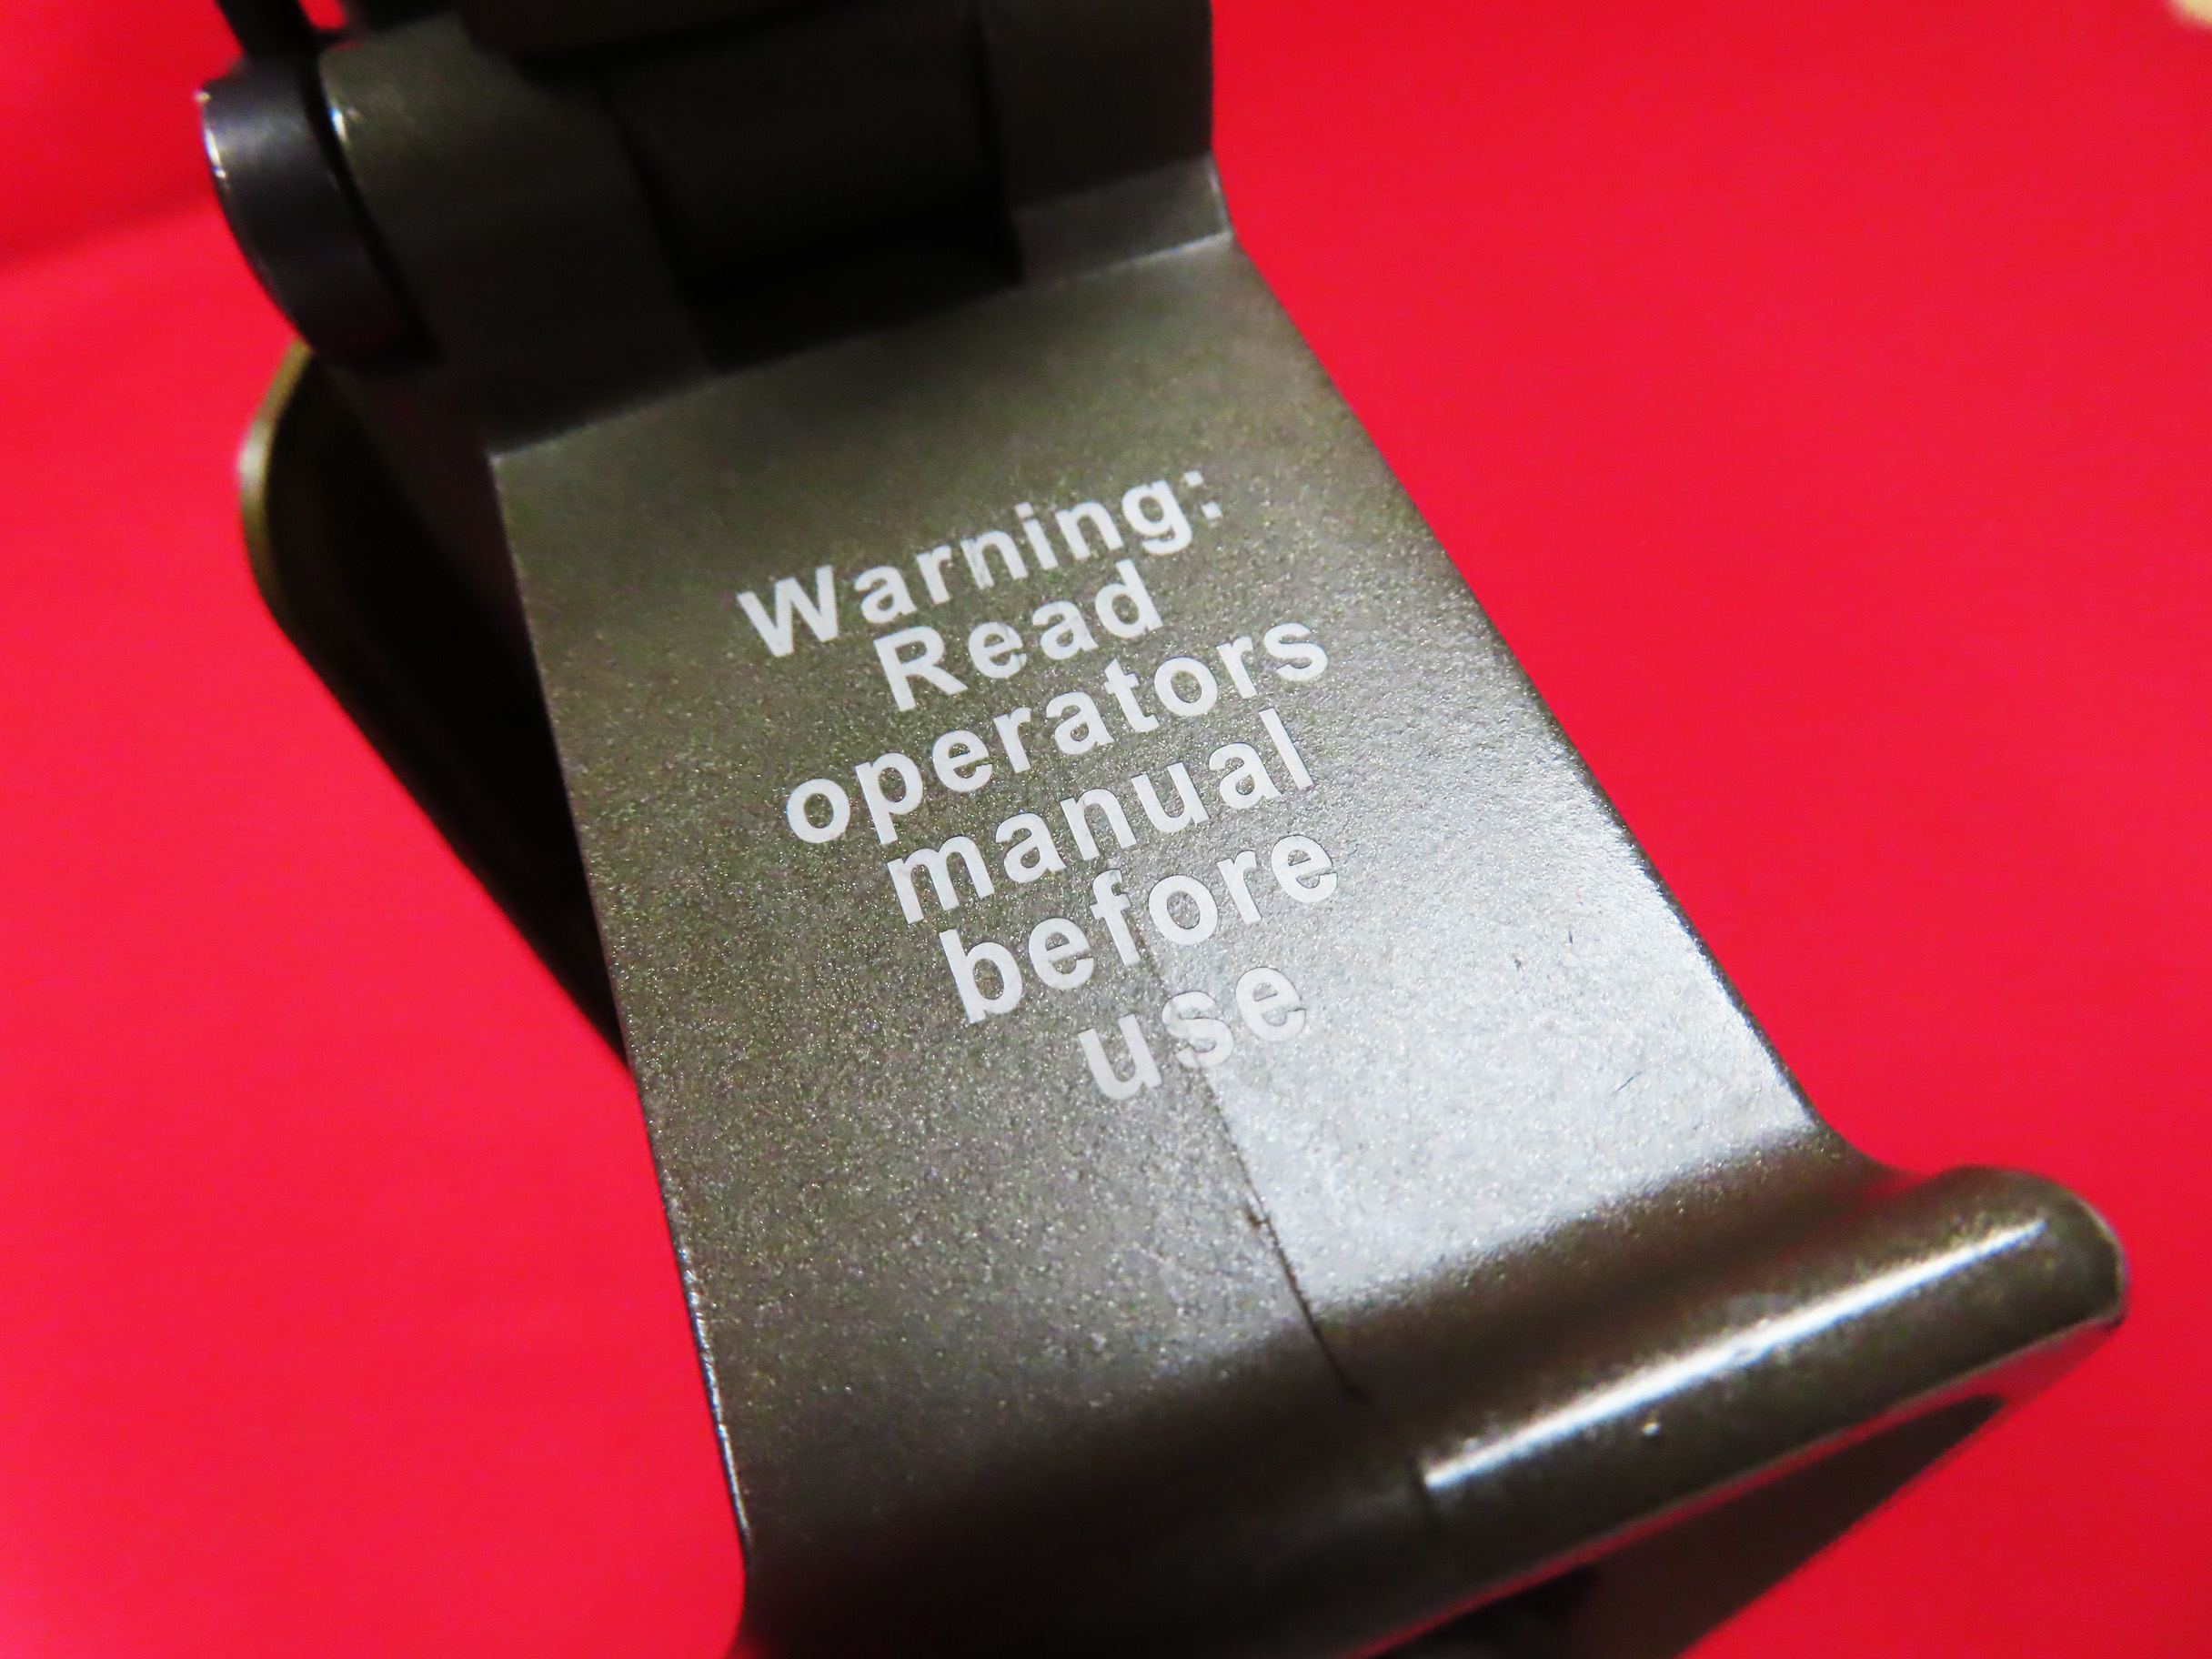 Warning:
Read
operators
manual
before
use